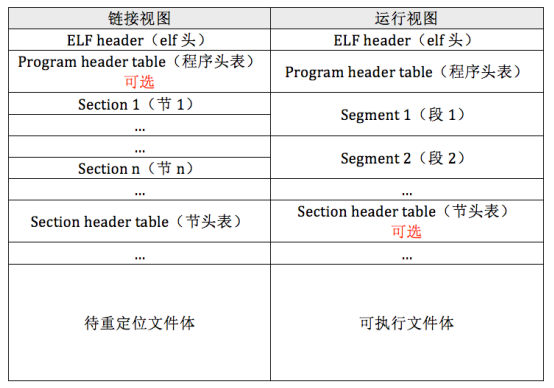 链接视图 运行视图
ELF header（elf 头） ELF header（elf 头）
Program header table（程序头表）
可选
Program header table（程序头表）
Section 1（节 1）
...
Segment 1（段 1）
...
Section n（节 n）
Segment 2（段 2）
... ...
Section header table（节头表）
Section header table（节头表）
可选
... ...
待重定位文件体 可执行文件体